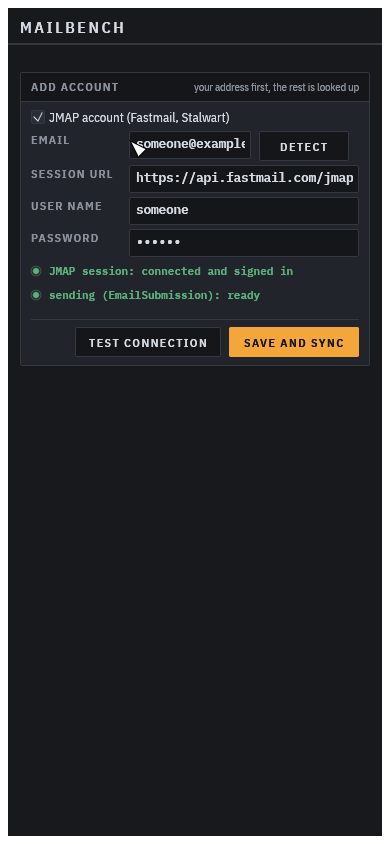 MAILBENCH
ADD ACCOUNT your address first, the rest is looked up
JMAP account (Fastmail, Stalwart)
EMAIL someone@example DETECT
SESSION URL https://api.fastmail.com/jmap
USER NAME someone
PASSWORD ••••••
JMAP session: connected and signed in
sending (EmailSubmission): ready
TEST CONNECTION SAVE AND SYNC